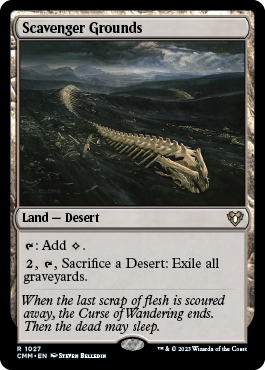 Scavenger Grounds
Land — Desert
: Add .
2, , Sacrifice a Desert: Exile all
graveyards.
When the last scrap of flesh is scoured
away, the Curse of Wandering ends.
Then the dead may sleep.
R 1027
CMM • EN Steven Belledin
™ & © 2023 Wizards of the Coast